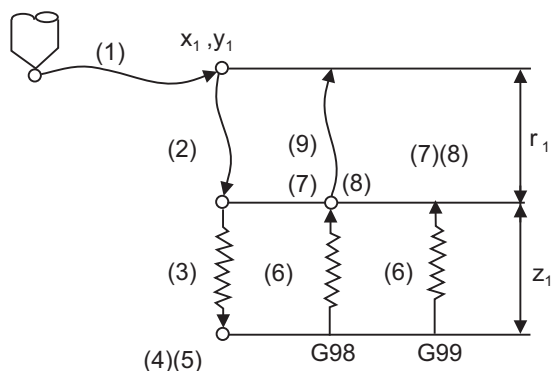 (1)
x₁ ,y₁
(2)
(9)
(7)(8)
r₁
(7)
(8)
(3)
(6)
(6)
z₁
(4)(5)
G98
G99